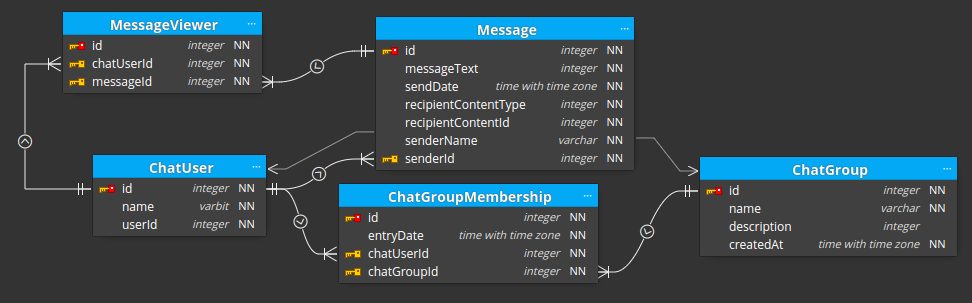 MessageViewer ...
id integer NN
chatUserId integer NN
messageId integer NN
Message ...
id integer NN
messageText integer NN
sendDate time with time zone NN
recipientContentType integer NN
recipientContentId integer NN
senderName varchar NN
senderId integer NN
ChatUser ...
id integer NN
name varbit NN
userId integer NN
ChatGroupMembership ...
id integer NN
entryDate time with time zone NN
chatUserId integer NN
chatGroupId integer NN
ChatGroup ...
id integer NN
name varchar NN
description integer
createdAt time with time zone NN